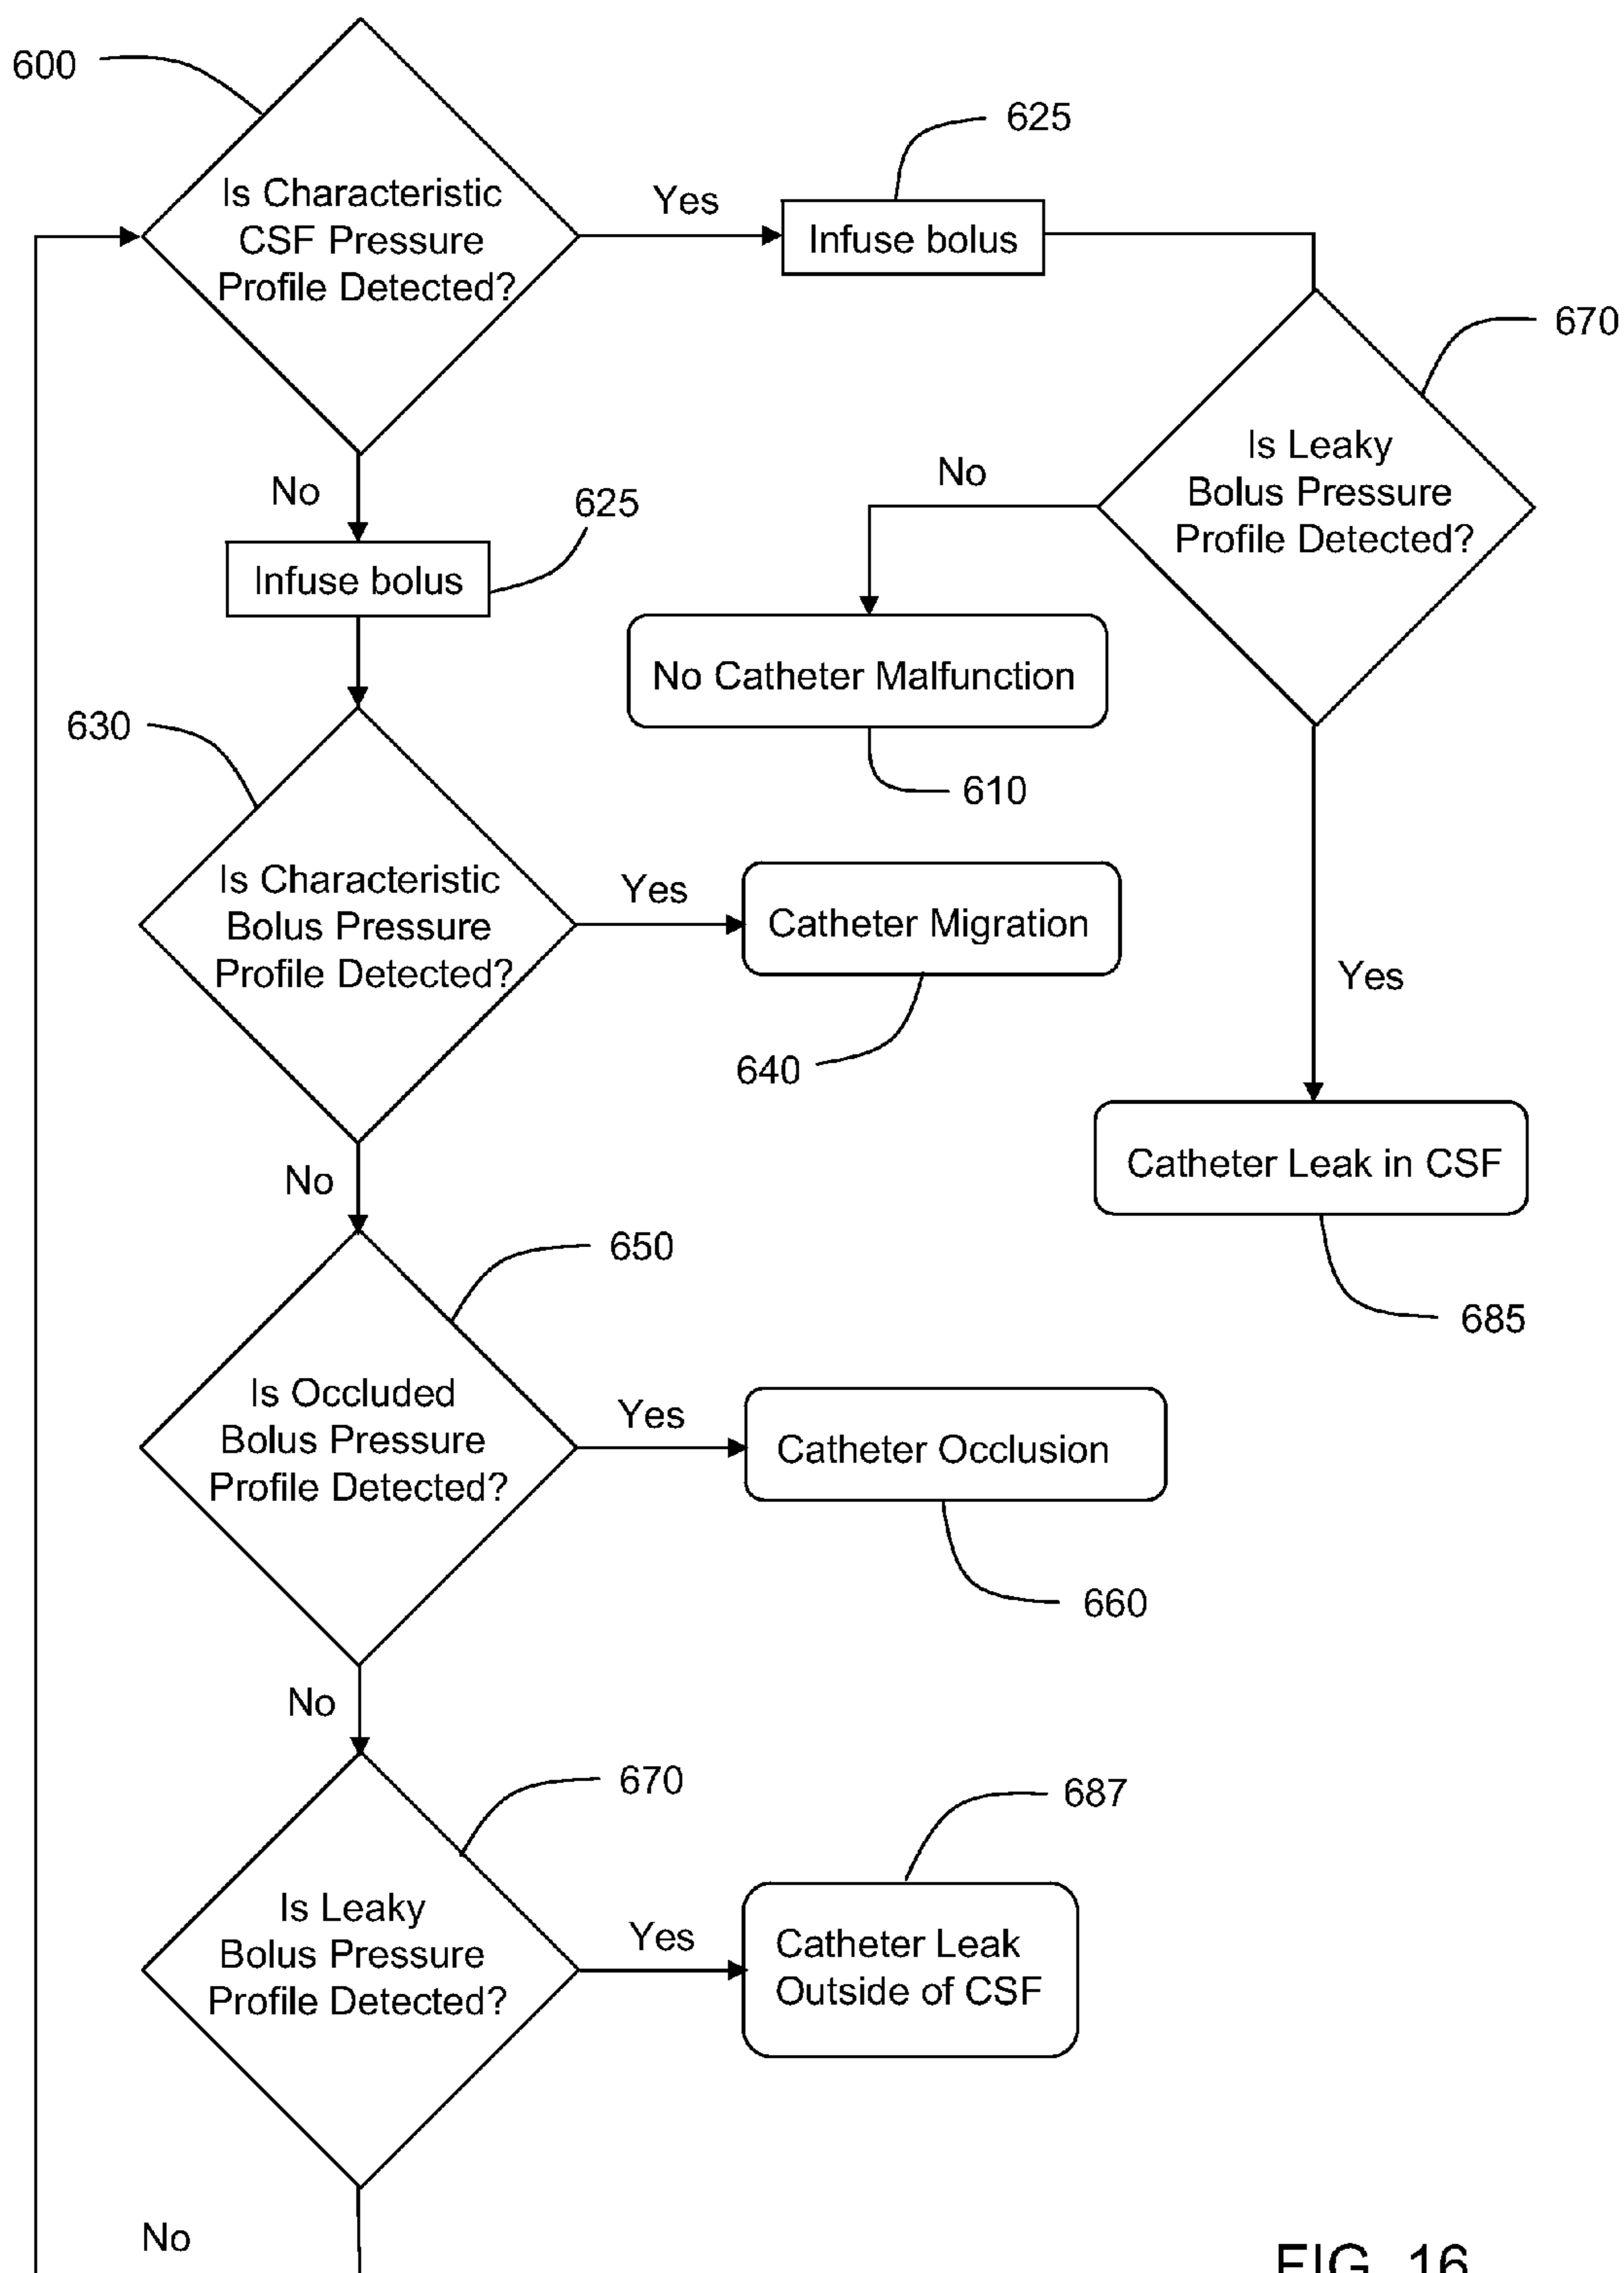 600
Is Characteristic
CSF Pressure
Profile Detected?
Yes
625
Infuse bolus
670
Is Leaky
Bolus Pressure
Profile Detected?
No
No Catheter Malfunction
610
Yes
Catheter Leak in CSF
685
No
625
Infuse bolus
630
Is Characteristic
Bolus Pressure
Profile Detected?
Yes
Catheter Migration
640
No
650
Is Occluded
Bolus Pressure
Profile Detected?
Yes
Catheter Occlusion
660
No
670
Is Leaky
Bolus Pressure
Profile Detected?
Yes
687
Catheter Leak
Outside of CSF
No
FIG. 16